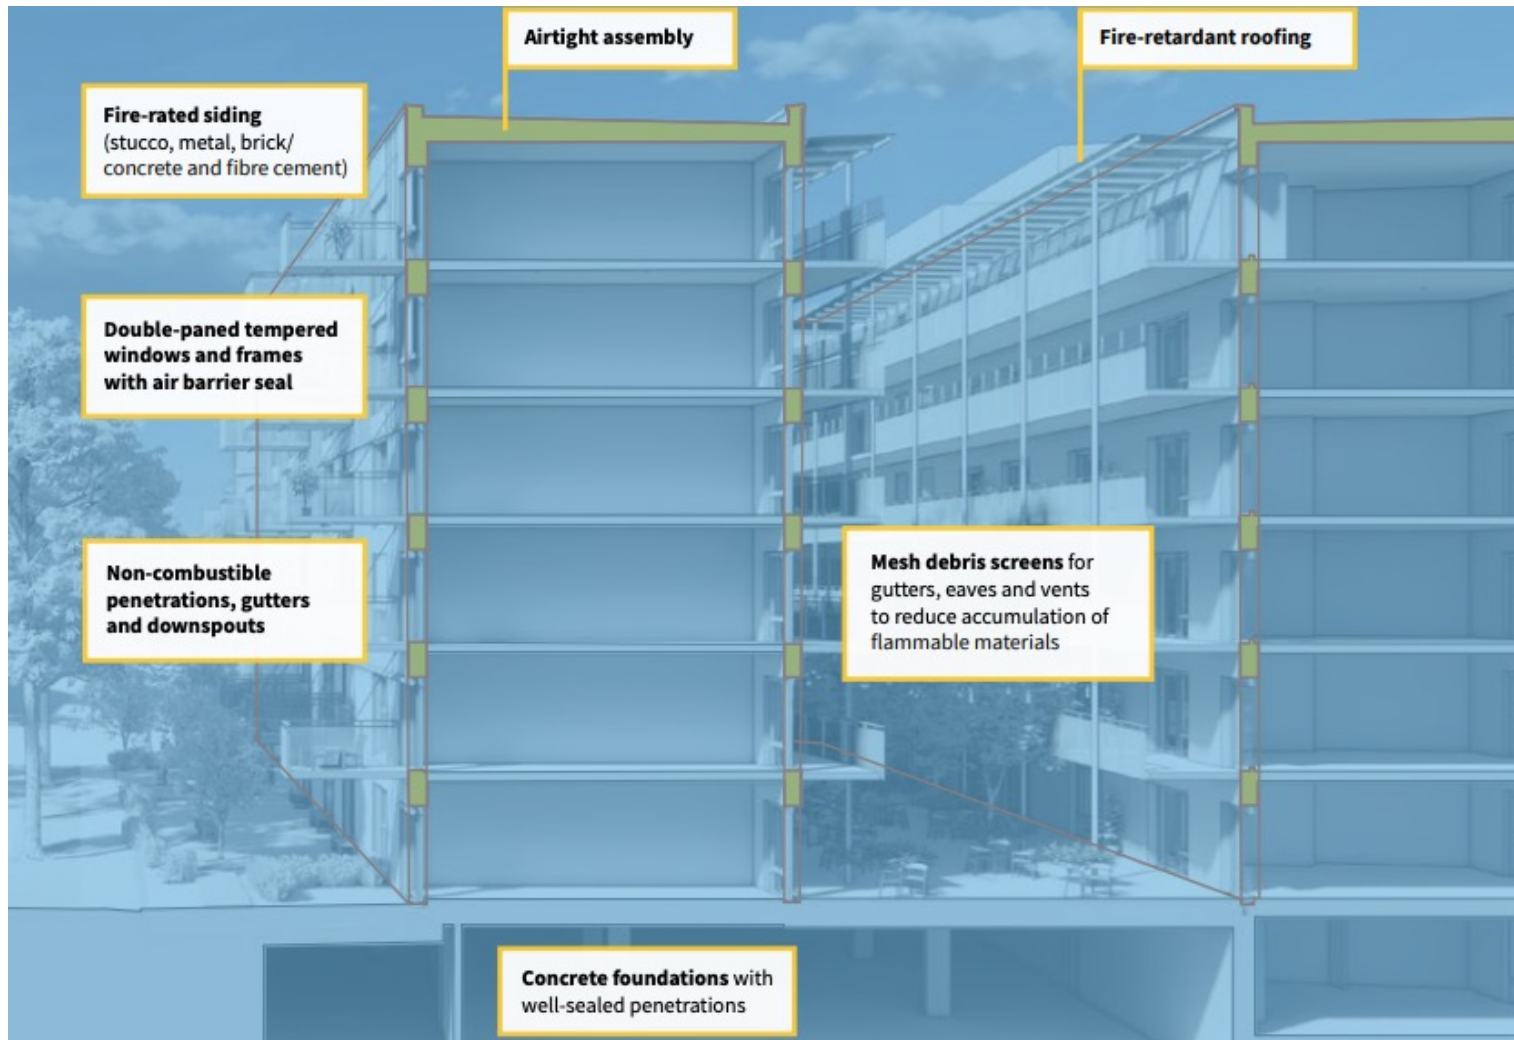 Airtight assembly
Fire-retardant roofing
Fire-rated siding
(stucco, metal, brick/
concrete and fibre cement)
Double-paned tempered
windows and frames
with air barrier seal
Non-combustible
penetrations, gutters
and downspouts
Mesh debris screens for
gutters, eaves and vents
to reduce accumulation of
flammable materials
Concrete foundations with
well-sealed penetrations